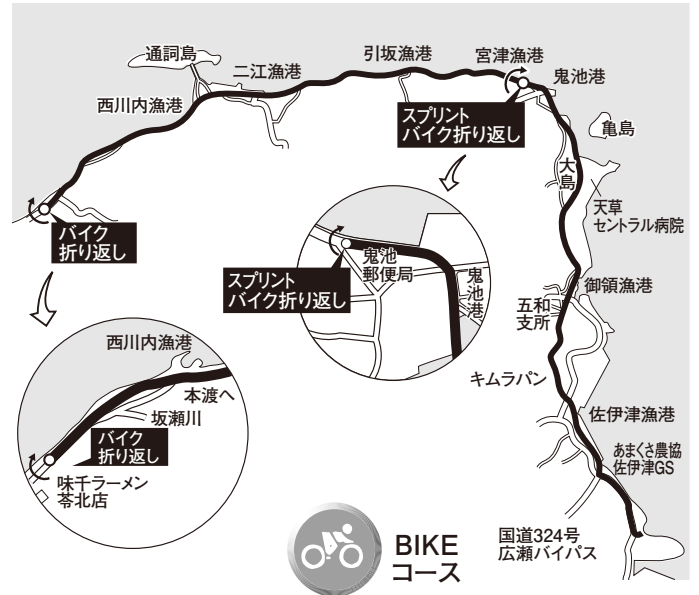 通詞島
二江漁港
引坂漁港
宮津漁港
鬼池港
西川内漁港
スプリント
バイク折り返し
亀島
大島
天草
セントラル病院
バイク
折り返し
鬼池
郵便局
鬼池港
スプリント
バイク折り返し
御領漁港
五和
支所
キムラパン
西川内漁港
本渡へ
坂瀬川
バイク
折り返し
味千ラーメン
苓北店
佐伊津漁港
あまくさ農協
佐伊津GS
国道324号
広瀬バイパス
BIKE
コース